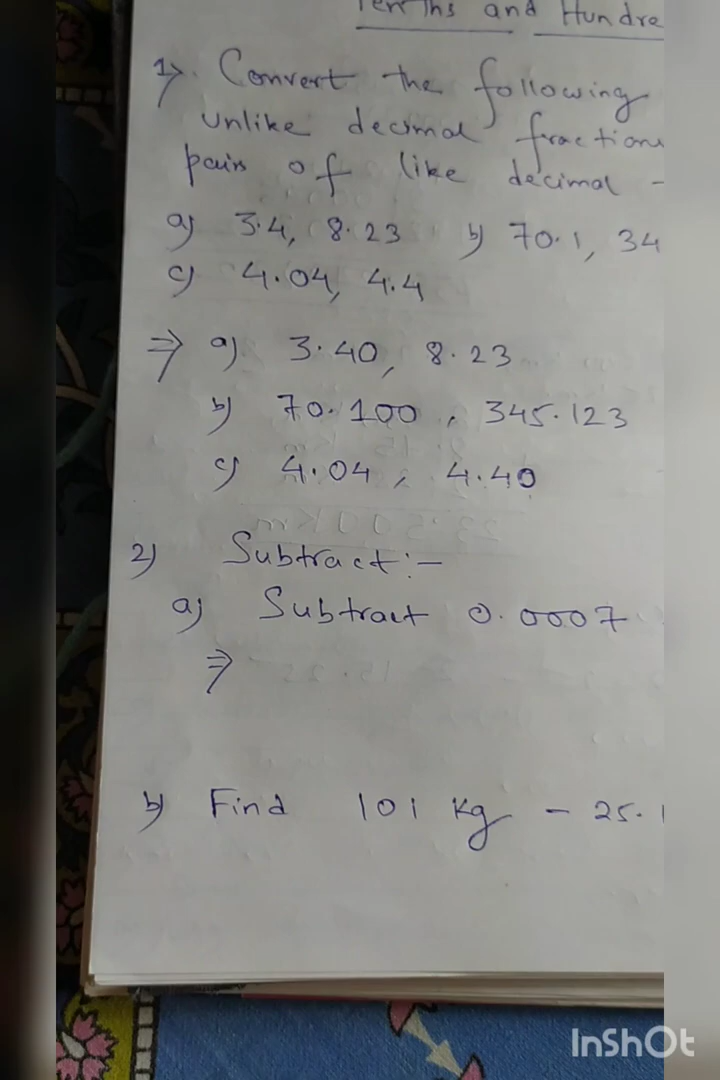 Tenths and Hundre
1) Convert the following
unlike decimal fractions
pairs of like decimal -
a) 3.4, 8.23 b) 70.1, 34
c) 4.04, 4.4
⇒ a) 3.40, 8.23
b) 70.100, 345.123
c) 4.04, 4.40
2) Subtract:-
a) Subtract 0.0007
⇒
b) Find 101 kg - 25.1
InShOt